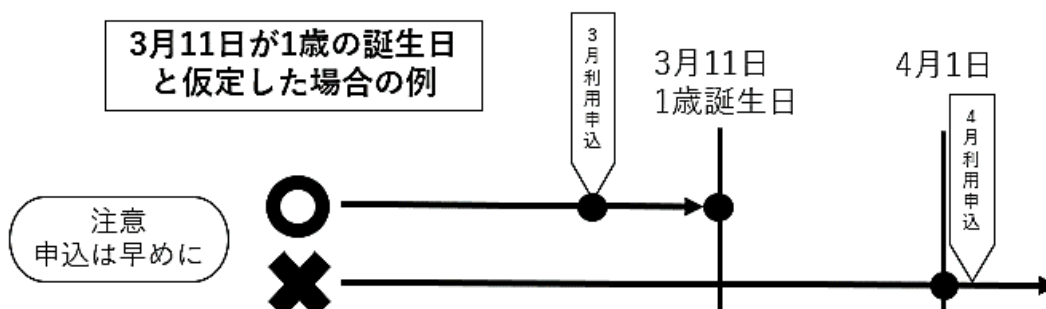 3月11日が1歳の誕生日
と仮定した場合の例
3月利用申込
3月11日
1歳誕生日
4月1日
4月利用申込
注意
申込は早めに